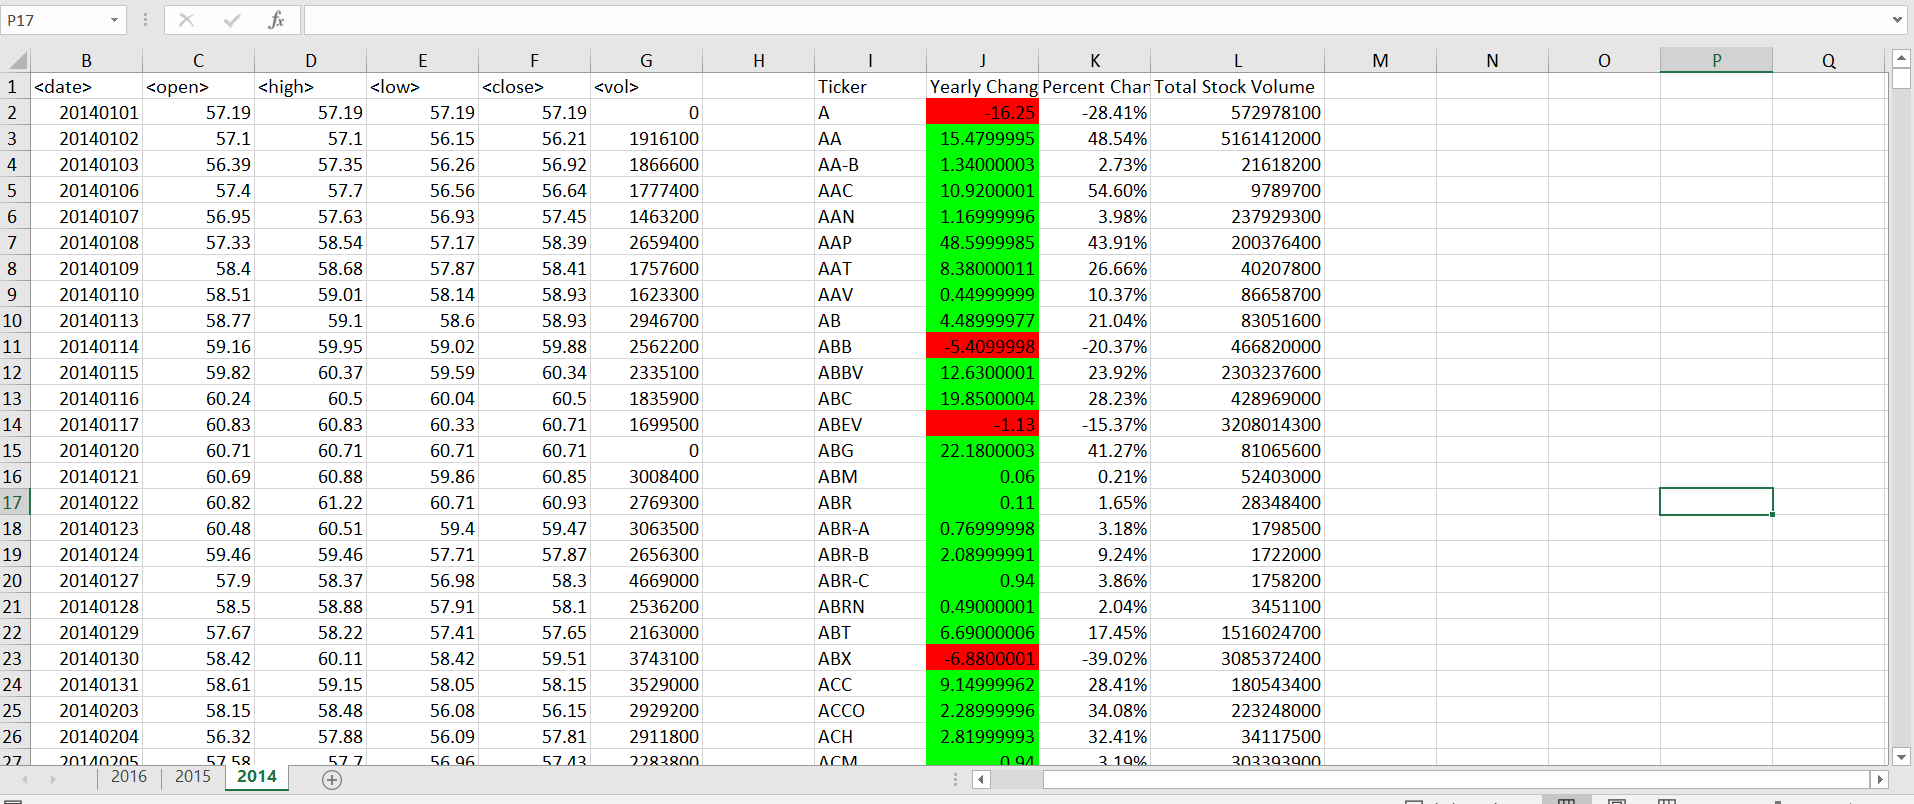 P17 fx
B C D E F G H I J K L M N O P Q
1 <date> <open> <high> <low> <close> <vol> Ticker Yearly Chang Percent Chan Total Stock Volume
2 20140101 57.19 57.19 57.19 57.19 0 A -16.25 -28.41% 572978100
3 20140102 57.1 57.1 56.15 56.21 1916100 AA 15.4799995 48.54% 5161412000
4 20140103 56.39 57.35 56.26 56.92 1866600 AA-B 1.34000003 2.73% 21618200
5 20140106 57.4 57.7 56.56 56.64 1777400 AAC 10.9200001 54.60% 9789700
6 20140107 56.95 57.63 56.93 57.45 1463200 AAN 1.16999996 3.98% 237929300
7 20140108 57.33 58.54 57.17 58.39 2659400 AAP 48.5999985 43.91% 200376400
8 20140109 58.4 58.68 57.87 58.41 1757600 AAT 8.38000011 26.66% 40207800
9 20140110 58.51 59.01 58.14 58.93 1623300 AAV 0.44999999 10.37% 86658700
10 20140113 58.77 59.1 58.6 58.93 2946700 AB 4.48999977 21.04% 83051600
11 20140114 59.16 59.95 59.02 59.88 2562200 ABB -5.4099998 -20.37% 466820000
12 20140115 59.82 60.37 59.59 60.34 2335100 ABBV 12.6300001 23.92% 2303237600
13 20140116 60.24 60.5 60.04 60.5 1835900 ABC 19.8500004 28.23% 428969000
14 20140117 60.83 60.83 60.33 60.71 1699500 ABEV -1.13 -15.37% 3208014300
15 20140120 60.71 60.71 60.71 60.71 0 ABG 22.1800003 41.27% 81065600
16 20140121 60.69 60.88 59.86 60.85 3008400 ABM 0.06 0.21% 52403000
17 20140122 60.82 61.22 60.71 60.93 2769300 ABR 0.11 1.65% 28348400
18 20140123 60.48 60.51 59.4 59.47 3063500 ABR-A 0.76999998 3.18% 1798500
19 20140124 59.46 59.46 57.71 57.87 2656300 ABR-B 2.08999991 9.24% 1722000
20 20140127 57.9 58.37 56.98 58.3 4669000 ABR-C 0.94 3.86% 1758200
21 20140128 58.5 58.88 57.91 58.1 2536200 ABRN 0.49000001 2.04% 3451100
22 20140129 57.67 58.22 57.41 57.65 2163000 ABT 6.69000006 17.45% 1516024700
23 20140130 58.42 60.11 58.42 59.51 3743100 ABX -6.8800001 -39.02% 3085372400
24 20140131 58.61 59.15 58.05 58.15 3529000 ACC 9.14999962 28.41% 180543400
25 20140203 58.15 58.48 56.08 56.15 2929200 ACCO 2.28999996 34.08% 223248000
26 20140204 56.32 57.88 56.09 57.81 2911800 ACH 2.81999993 32.41% 34117500
27 20140205 57.58 57.7 56.96 57.43 2283800 ACM 0.94 3.19% 303393900
2016 2015 2014